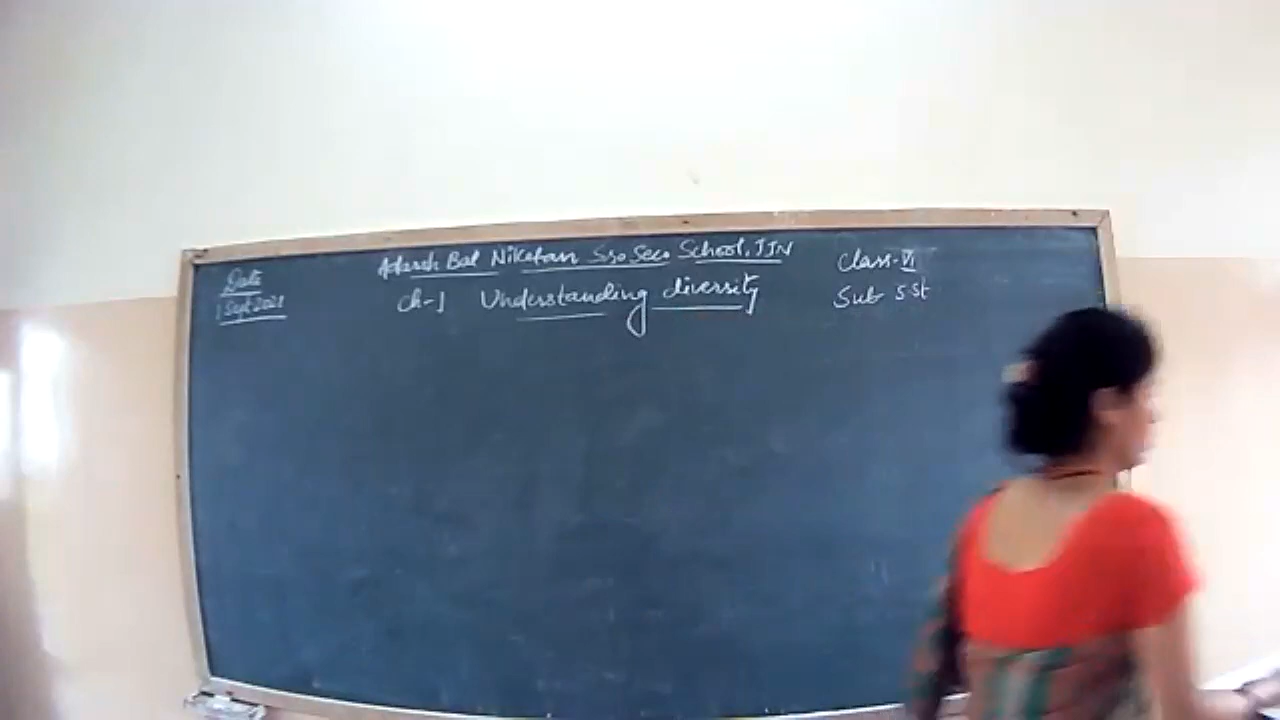 Date
1 Sept 2021
Adarsh Bal Niketan Sr. Sec. School, JJN
Ch-1 Understanding diversity
Class-VI
Sub S.St